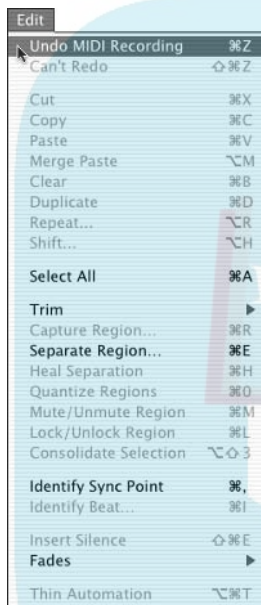 Edit
Undo MIDI Recording ⌘Z
Can't Redo ⇧⌘Z
Cut ⌘X
Copy ⌘C
Paste ⌘V
Merge Paste ⌥M
Clear ⌘B
Duplicate ⌘D
Repeat... ⌥R
Shift... ⌥H
Select All ⌘A
Trim
Capture Region... ⌘R
Separate Region... ⌘E
Heal Separation ⌘H
Quantize Regions ⌘0
Mute/Unmute Region ⌘M
Lock/Unlock Region ⌘L
Consolidate Selection ⌥⇧3
Identify Sync Point ⌘,
Identify Beat... ⌘I
Insert Silence ⇧⌘E
Fades
Thin Automation ⌥⌘T